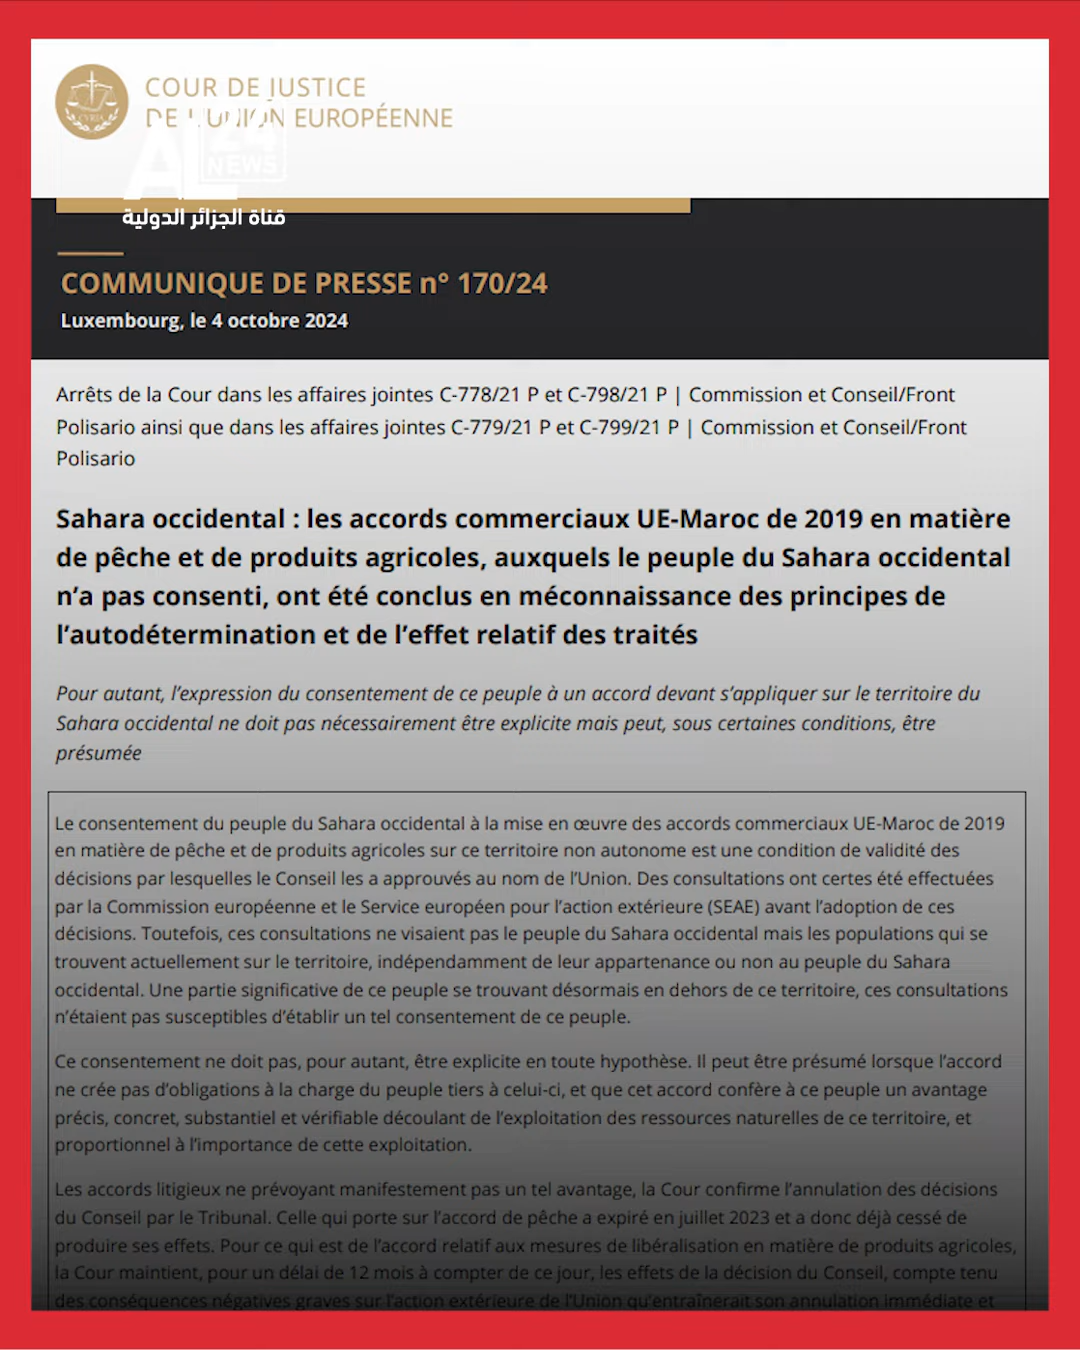 COUR DE JUSTICE
DE L'UNION EUROPÉENNE
CVRIA
AL 24
NEWS
قناة الجزائر الدولية
COMMUNIQUE DE PRESSE n° 170/24
Luxembourg, le 4 octobre 2024
Arrêts de la Cour dans les affaires jointes C-778/21 P et C-798/21 P | Commission et Conseil/Front
Polisario ainsi que dans les affaires jointes C-779/21 P et C-799/21 P | Commission et Conseil/Front
Polisario
Sahara occidental : les accords commerciaux UE-Maroc de 2019 en matière
de pêche et de produits agricoles, auxquels le peuple du Sahara occidental
n’a pas consenti, ont été conclus en méconnaissance des principes de
l’autodétermination et de l’effet relatif des traités
Pour autant, l’expression du consentement de ce peuple à un accord devant s’appliquer sur le territoire du
Sahara occidental ne doit pas nécessairement être explicite mais peut, sous certaines conditions, être
présumée
Le consentement du peuple du Sahara occidental à la mise en œuvre des accords commerciaux UE-Maroc de 2019
en matière de pêche et de produits agricoles sur ce territoire non autonome est une condition de validité des
décisions par lesquelles le Conseil les a approuvés au nom de l’Union. Des consultations ont certes été effectuées
par la Commission européenne et le Service européen pour l’action extérieure (SEAE) avant l’adoption de ces
décisions. Toutefois, ces consultations ne visaient pas le peuple du Sahara occidental mais les populations qui se
trouvent actuellement sur le territoire, indépendamment de leur appartenance ou non au peuple du Sahara
occidental. Une partie significative de ce peuple se trouvant désormais en dehors de ce territoire, ces consultations
n’étaient pas susceptibles d’établir un tel consentement de ce peuple.
Ce consentement ne doit pas, pour autant, être explicite en toute hypothèse. Il peut être présumé lorsque l’accord
ne crée pas d’obligations à la charge du peuple tiers à celui-ci, et que cet accord confère à ce peuple un avantage
précis, concret, substantiel et vérifiable découlant de l’exploitation des ressources naturelles de ce territoire, et
proportionnel à l’importance de cette exploitation.
Les accords litigieux ne prévoyant manifestement pas un tel avantage, la Cour confirme l’annulation des décisions
du Conseil par le Tribunal. Celle qui porte sur l’accord de pêche a expiré en juillet 2023 et a donc déjà cessé de
produire ses effets. Pour ce qui est de l’accord relatif aux mesures de libéralisation en matière de produits agricoles,
la Cour maintient, pour un délai de 12 mois à compter de ce jour, les effets de la décision du Conseil, compte tenu
des conséquences négatives graves sur l’action extérieure de l’Union qu’entraînerait son annulation immédiate et